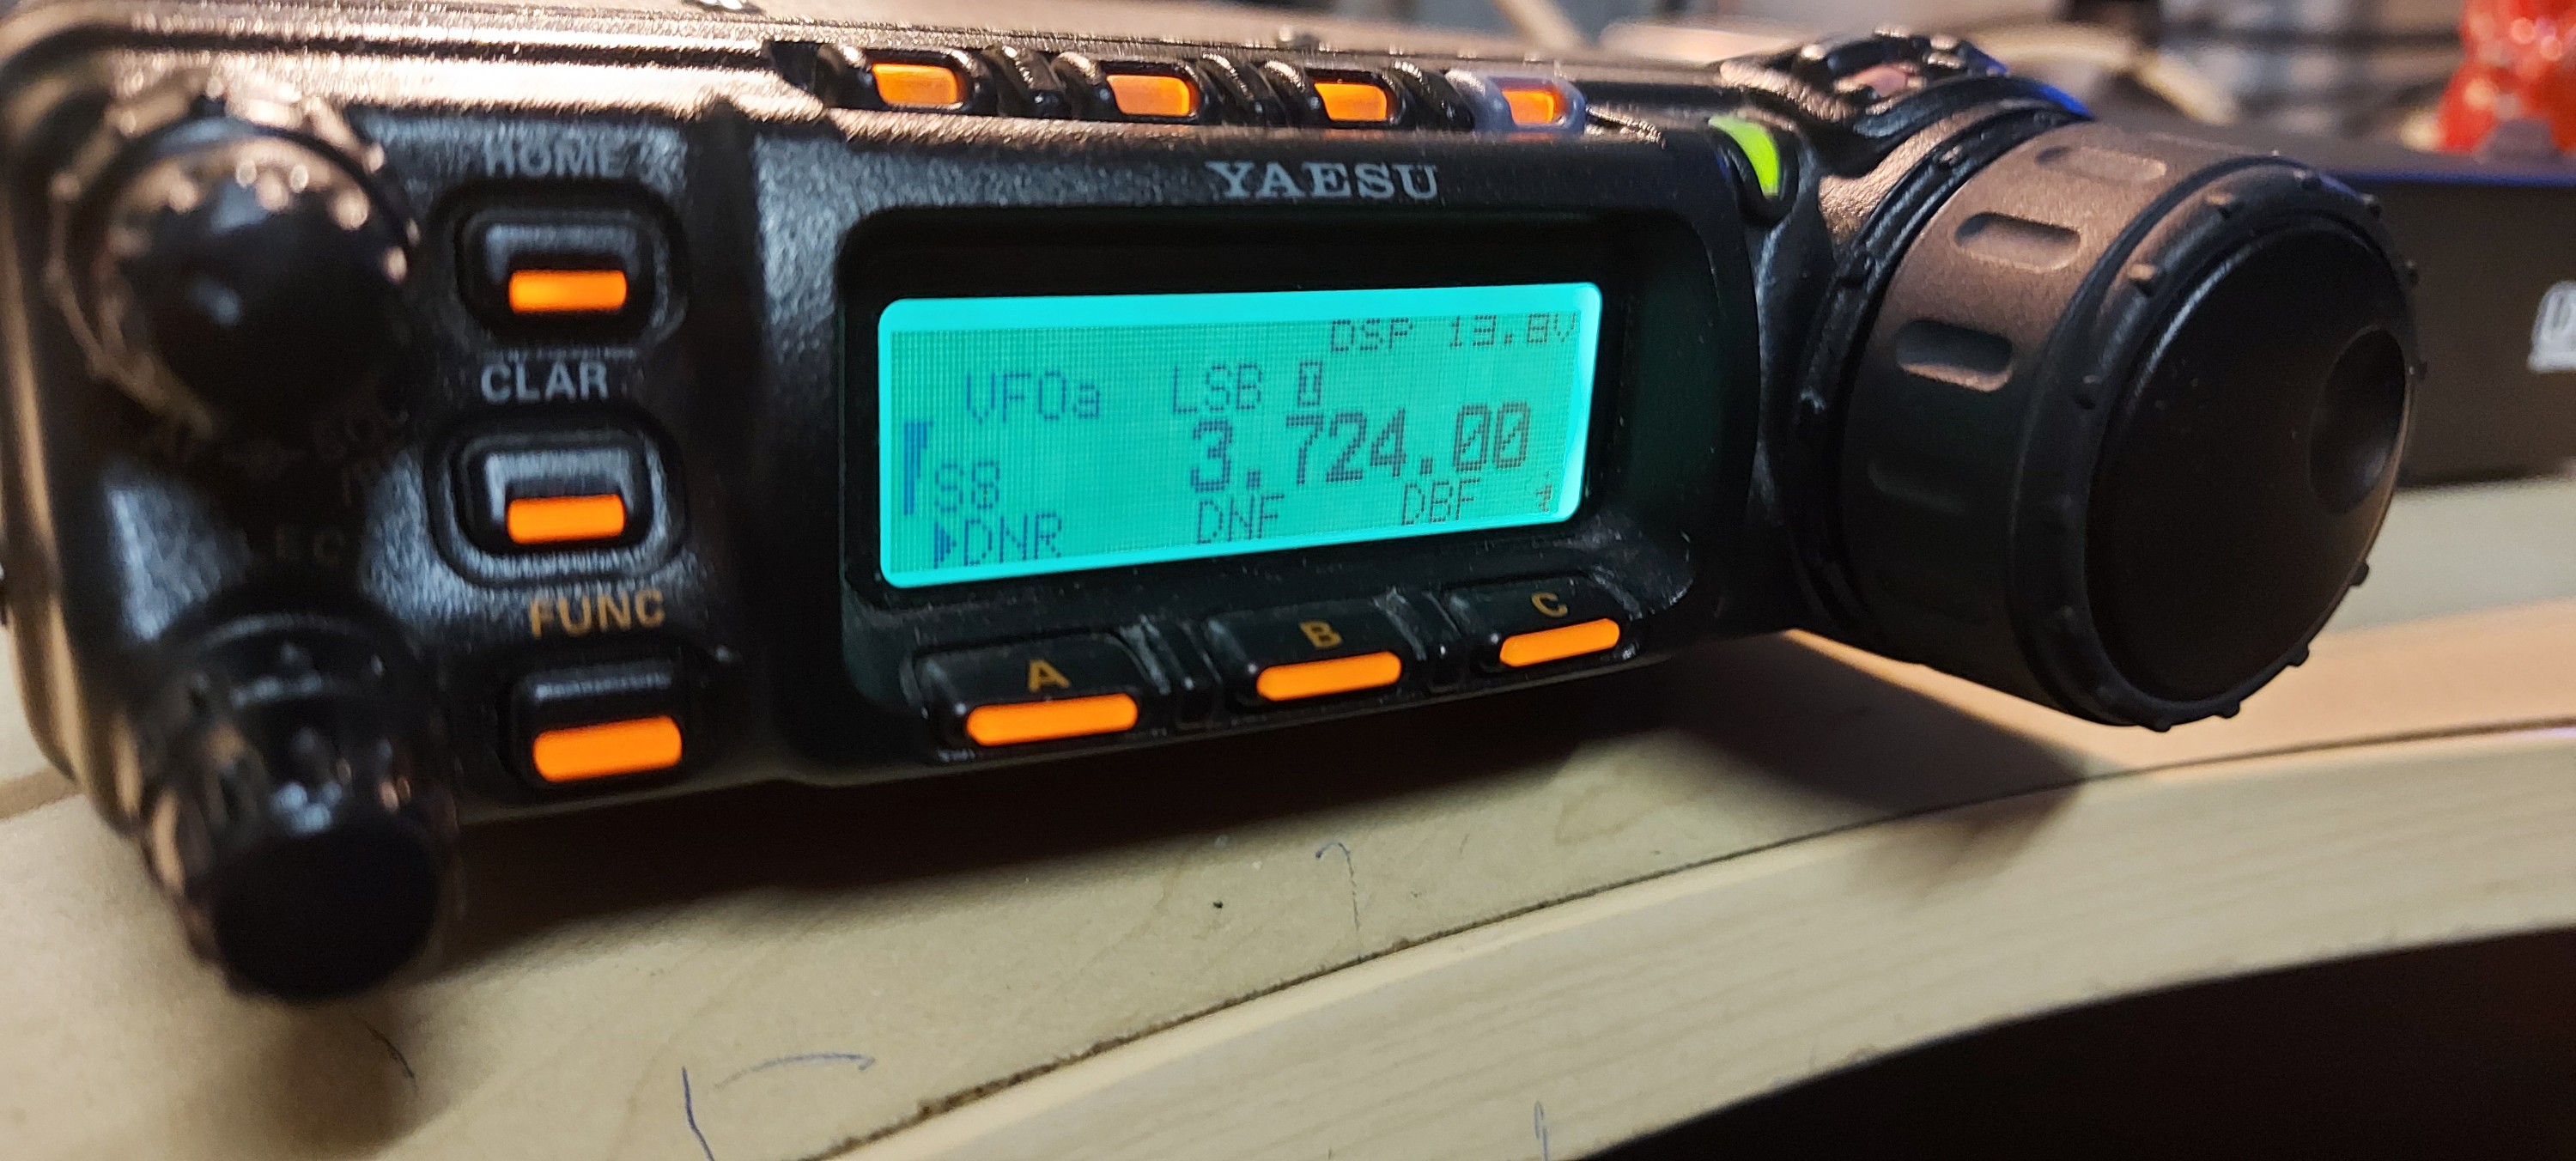 HOME
YAESU
CLAR
DSP 13.8V
VFOa LSB
3.724.00
S8
▶DNR DNF DBF
FUNC
A B C